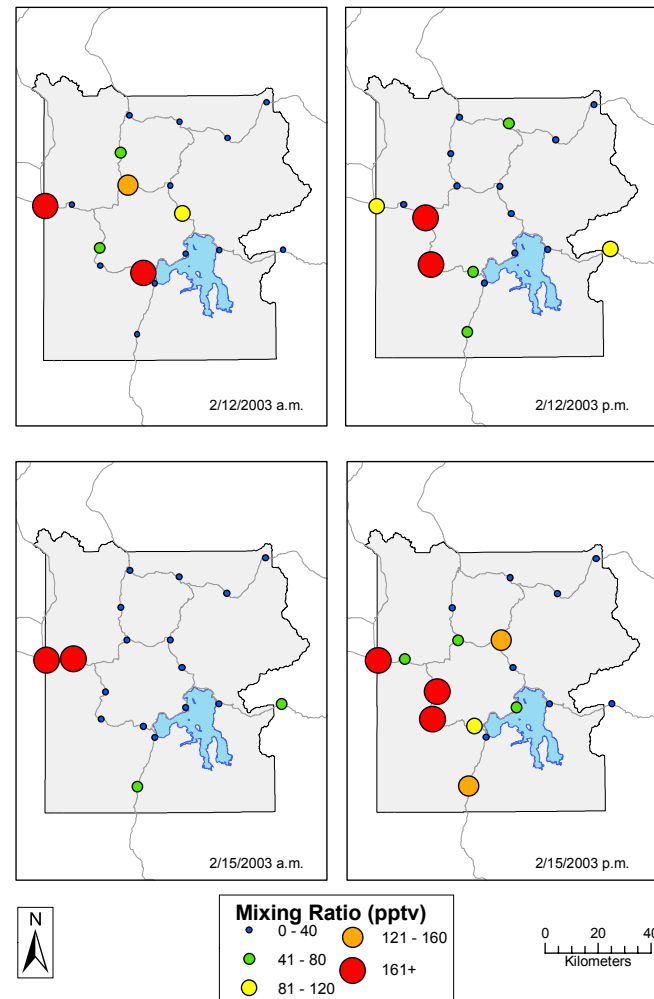 2/12/2003 a.m.
2/12/2003 p.m.
2/15/2003 a.m.
2/15/2003 p.m.
N
Mixing Ratio (pptv)
0 - 40
121 - 160
41 - 80
161+
81 - 120
0 20 40
Kilometers